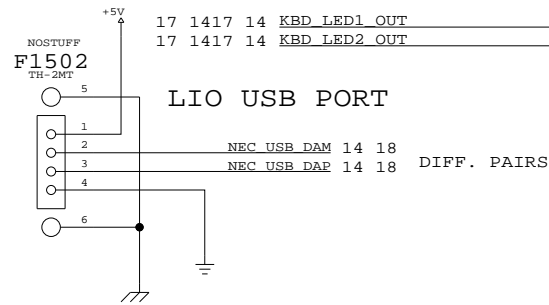 +5V
17 1417 14 KBD_LED1_OUT
17 1417 14 KBD_LED2_OUT
NOSTUFF
F1502
TH-2MT
5
LIO USB PORT
1
2 NEC_USB_DAM 14 18
3 NEC_USB_DAP 14 18
DIFF. PAIRS
4
6